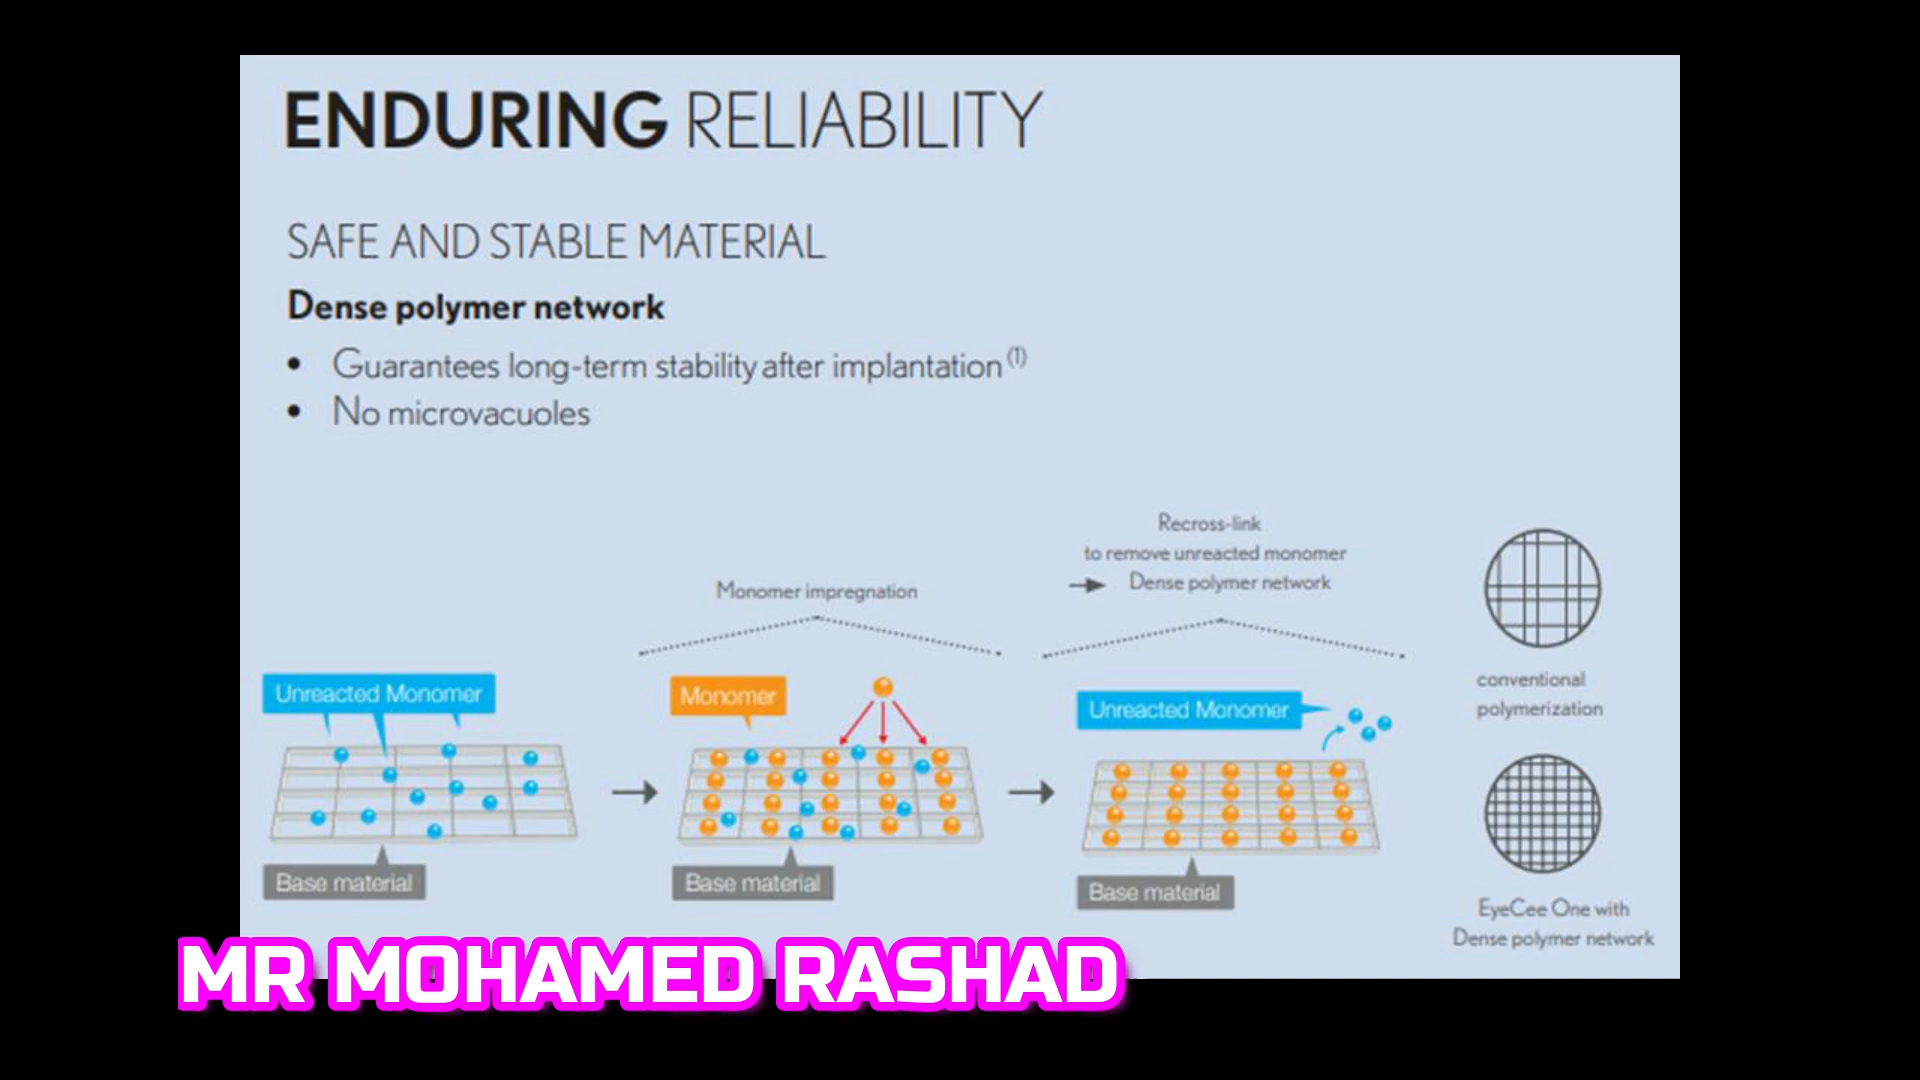 ENDURING RELIABILITY
SAFE AND STABLE MATERIAL
Dense polymer network
• Guarantees long-term stability after implantation (1)
• No microvacuoles
Recross-link
to remove unreacted monomer
Dense polymer network
Monomer impregnation
Unreacted Monomer
Base material
Monomer
Base material
Unreacted Monomer
Base material
conventional
polymerization
EyeCee One with
Dense polymer network
MR MOHAMED RASHAD